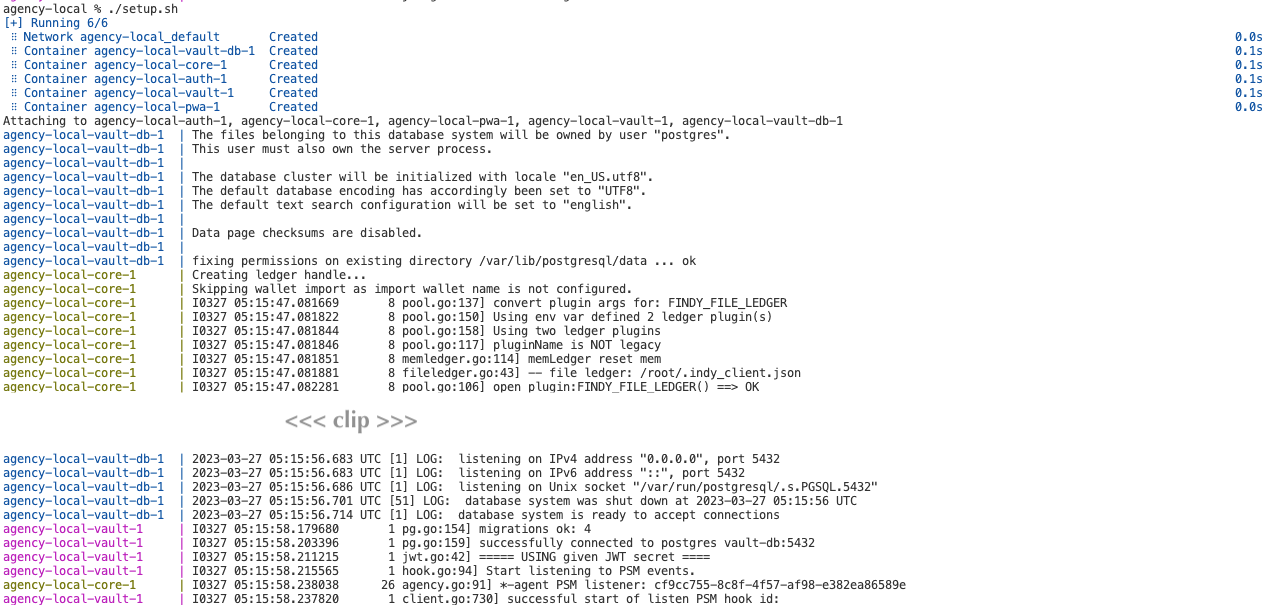 agency-local % ./setup.sh
[+] Running 6/6
⠿ Network agency-local_default Created 0.0s
⠿ Container agency-local-vault-db-1 Created 0.1s
⠿ Container agency-local-core-1 Created 0.1s
⠿ Container agency-local-auth-1 Created 0.1s
⠿ Container agency-local-vault-1 Created 0.1s
⠿ Container agency-local-pwa-1 Created 0.0s
Attaching to agency-local-auth-1, agency-local-core-1, agency-local-pwa-1, agency-local-vault-1, agency-local-vault-db-1
agency-local-vault-db-1 | The files belonging to this database system will be owned by user "postgres".
agency-local-vault-db-1 | This user must also own the server process.
agency-local-vault-db-1 |
agency-local-vault-db-1 | The database cluster will be initialized with locale "en_US.utf8".
agency-local-vault-db-1 | The default database encoding has accordingly been set to "UTF8".
agency-local-vault-db-1 | The default text search configuration will be set to "english".
agency-local-vault-db-1 |
agency-local-vault-db-1 | Data page checksums are disabled.
agency-local-vault-db-1 |
agency-local-vault-db-1 | fixing permissions on existing directory /var/lib/postgresql/data ... ok
agency-local-core-1 | Creating ledger handle...
agency-local-core-1 | Skipping wallet import as import wallet name is not configured.
agency-local-core-1 | I0327 05:15:47.081669 8 pool.go:137] convert plugin args for: FINDY_FILE_LEDGER
agency-local-core-1 | I0327 05:15:47.081822 8 pool.go:150] Using env var defined 2 ledger plugin(s)
agency-local-core-1 | I0327 05:15:47.081844 8 pool.go:158] Using two ledger plugins
agency-local-core-1 | I0327 05:15:47.081846 8 pool.go:117] pluginName is NOT legacy
agency-local-core-1 | I0327 05:15:47.081851 8 memledger.go:114] memLedger reset mem
agency-local-core-1 | I0327 05:15:47.081881 8 fileledger.go:43] -- file ledger: /root/.indy_client.json
agency-local-core-1 | I0327 05:15:47.082281 8 pool.go:106] open plugin:FINDY_FILE_LEDGER() ==> OK
<<< clip >>>
agency-local-vault-db-1 | 2023-03-27 05:15:56.683 UTC [1] LOG: listening on IPv4 address "0.0.0.0", port 5432
agency-local-vault-db-1 | 2023-03-27 05:15:56.683 UTC [1] LOG: listening on IPv6 address "::", port 5432
agency-local-vault-db-1 | 2023-03-27 05:15:56.686 UTC [1] LOG: listening on Unix socket "/var/run/postgresql/.s.PGSQL.5432"
agency-local-vault-db-1 | 2023-03-27 05:15:56.701 UTC [51] LOG: database system was shut down at 2023-03-27 05:15:56 UTC
agency-local-vault-db-1 | 2023-03-27 05:15:56.714 UTC [1] LOG: database system is ready to accept connections
agency-local-vault-1 | I0327 05:15:58.179680 1 pg.go:154] migrations ok: 4
agency-local-vault-1 | I0327 05:15:58.203396 1 pg.go:159] successfully connected to postgres vault-db:5432
agency-local-vault-1 | I0327 05:15:58.211215 1 jwt.go:42] ===== USING given JWT secret ====
agency-local-vault-1 | I0327 05:15:58.215565 1 hook.go:94] Start listening to PSM events.
agency-local-core-1 | I0327 05:15:58.238038 26 agency.go:91] *-agent PSM listener: cf9cc755-8c8f-4f57-af98-e382ea86589e
agency-local-vault-1 | I0327 05:15:58.237820 1 client.go:730] successful start of listen PSM hook id: